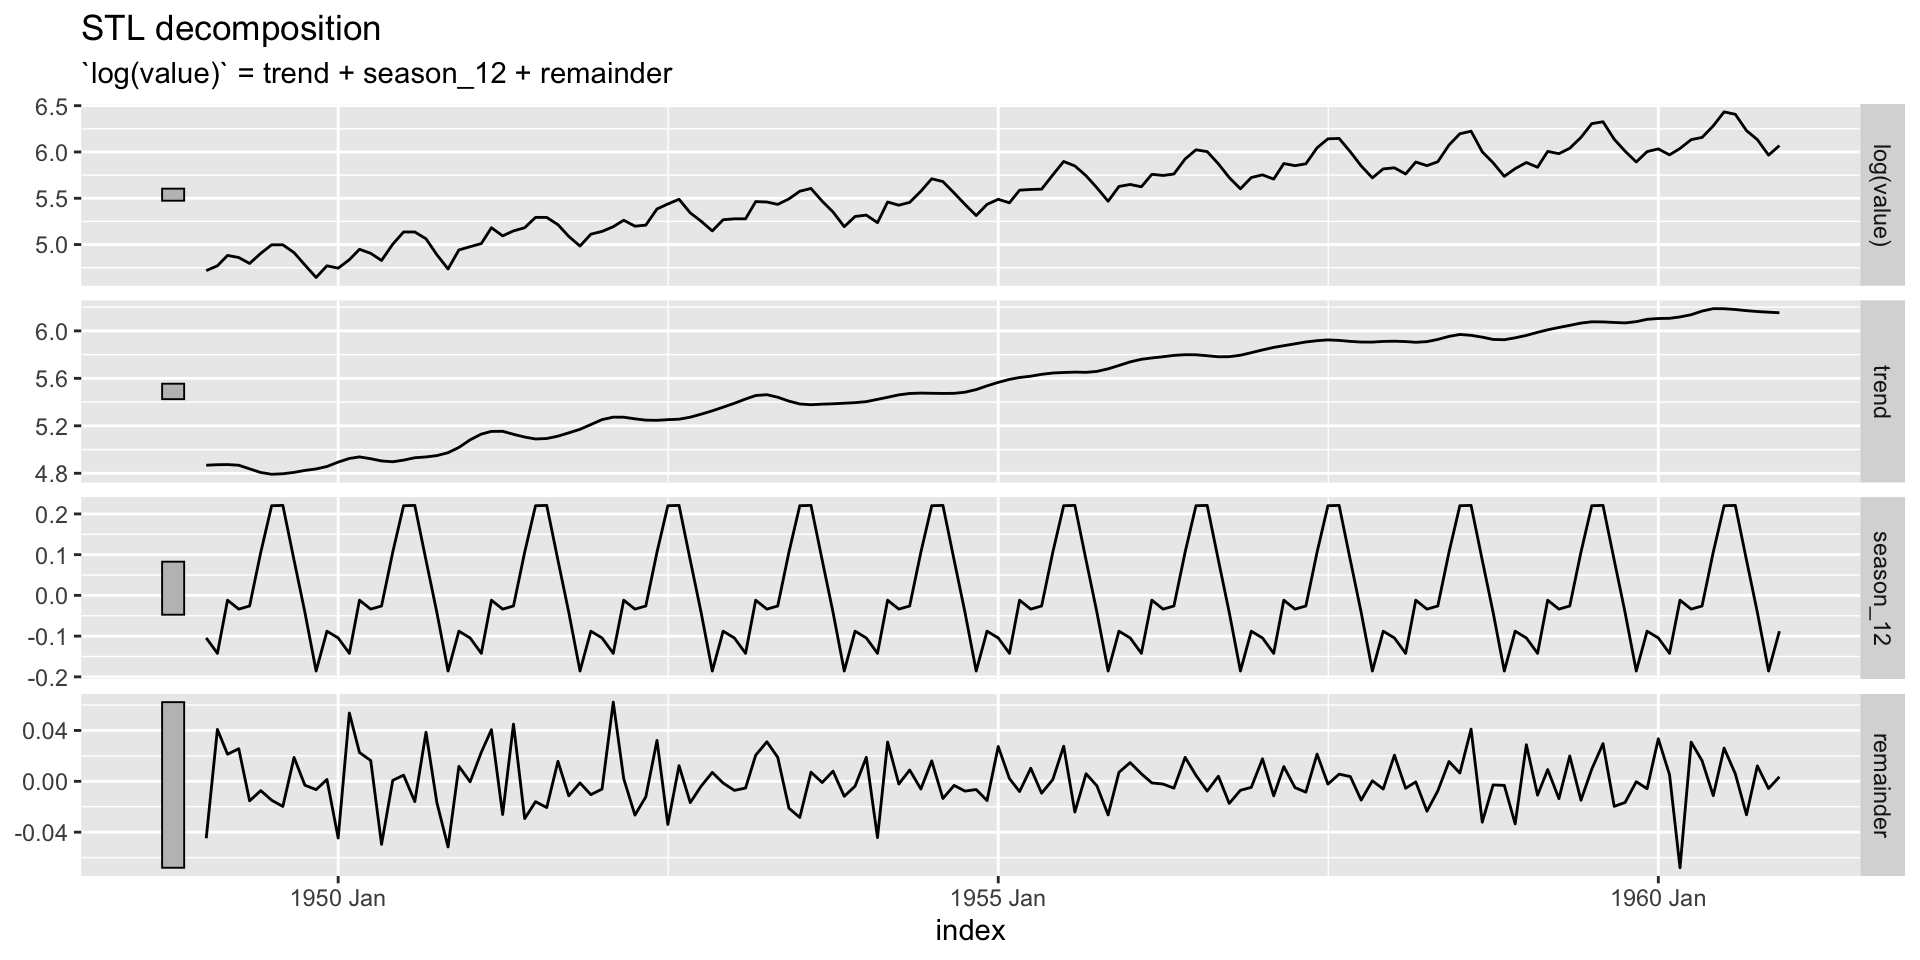 STL decomposition
`log(value)` = trend + season_12 + remainder
6.5
6.0
5.5
5.0
log(value)
6.0
5.6
5.2
4.8
trend
0.2
0.1
0.0
-0.1
-0.2
season_12
0.04
0.00
-0.04
remainder
1950 Jan
1955 Jan
1960 Jan
index